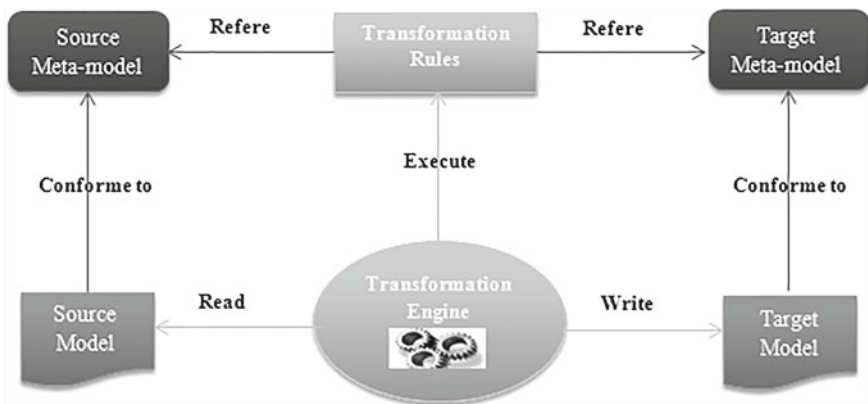 Source
Meta-model
Refere
Transformation
Rules
Refere
Target
Meta-model
Conforme to
Execute
Conforme to
Source
Model
Read
Transformation
Engine
Write
Target
Model